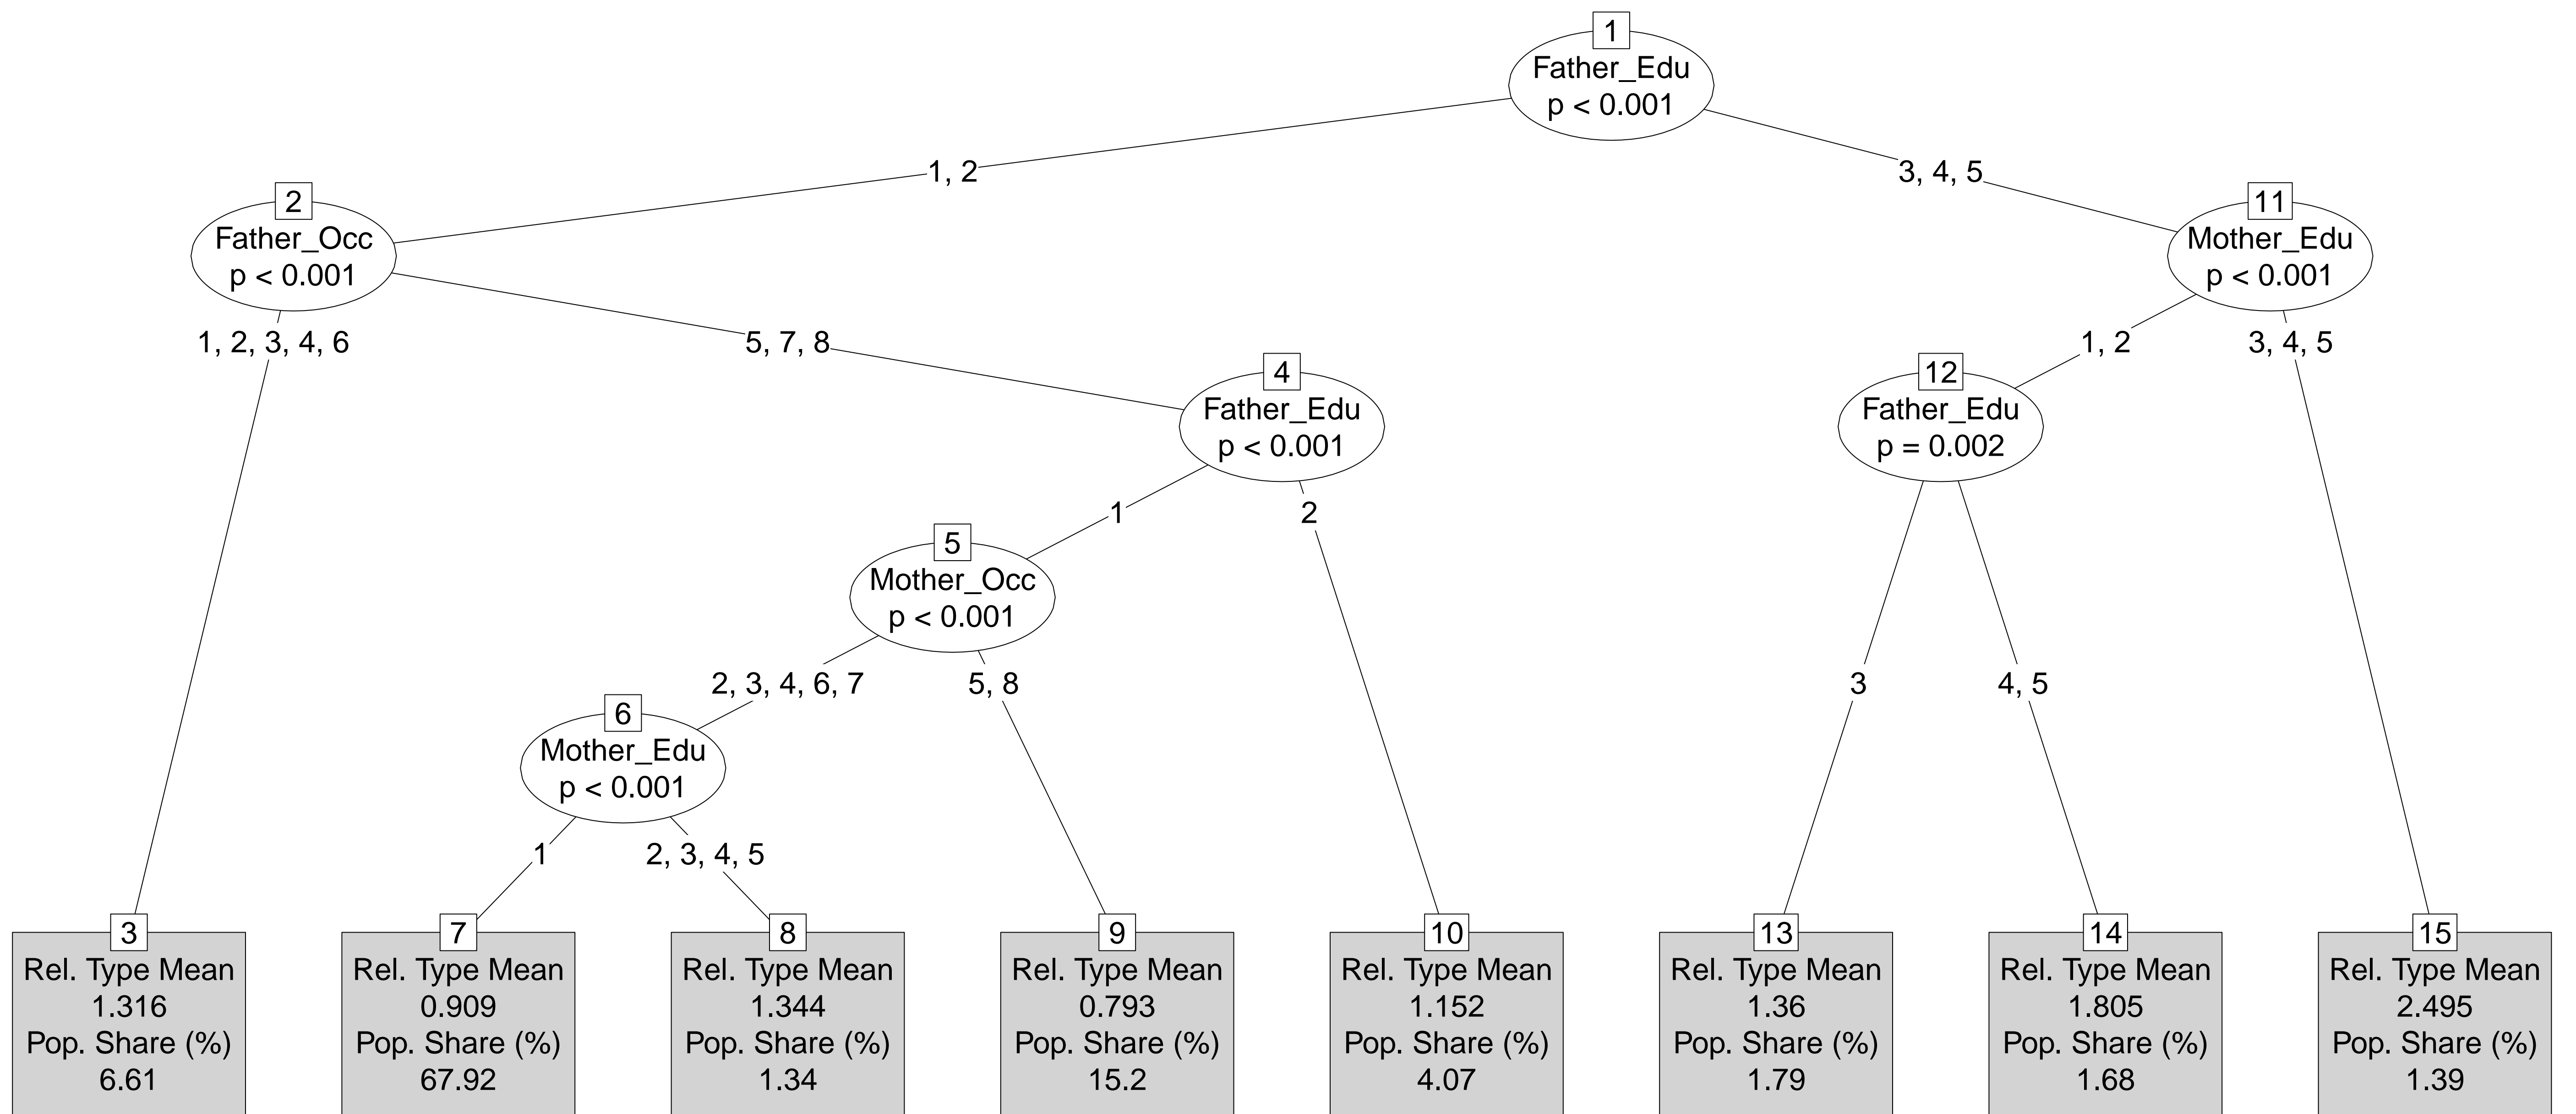 1
Father_Edu
p < 0.001
1, 2
3, 4, 5
2
Father_Occ
p < 0.001
11
Mother_Edu
p < 0.001
1, 2, 3, 4, 6
5, 7, 8
1, 2
3, 4, 5
4
Father_Edu
p < 0.001
12
Father_Edu
p = 0.002
1
2
5
Mother_Occ
p < 0.001
2, 3, 4, 6, 7
5, 8
3
4, 5
6
Mother_Edu
p < 0.001
1
2, 3, 4, 5
3
Rel. Type Mean
1.316
Pop. Share (%)
6.61
7
Rel. Type Mean
0.909
Pop. Share (%)
67.92
8
Rel. Type Mean
1.344
Pop. Share (%)
1.34
9
Rel. Type Mean
0.793
Pop. Share (%)
15.2
10
Rel. Type Mean
1.152
Pop. Share (%)
4.07
13
Rel. Type Mean
1.36
Pop. Share (%)
1.79
14
Rel. Type Mean
1.805
Pop. Share (%)
1.68
15
Rel. Type Mean
2.495
Pop. Share (%)
1.39